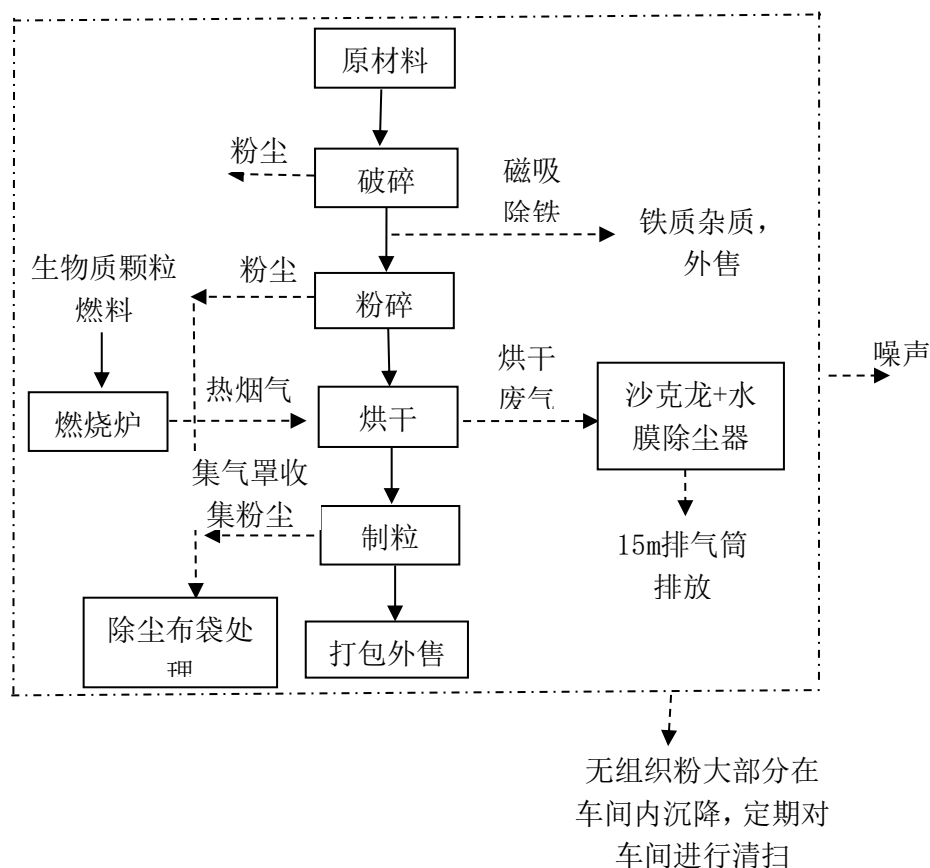 原材料
粉尘
破碎
磁吸
除铁
铁质杂质，
外售
生物质颗粒
燃料
粉尘
粉碎
噪声
热烟气
烘干
废气
燃烧炉
烘干
沙克龙+水
膜除尘器
集气罩收
集粉尘
制粒
15m排气筒
排放
除尘布袋处
理
打包外售
无组织粉大部分在
车间内沉降，定期对
车间进行清扫